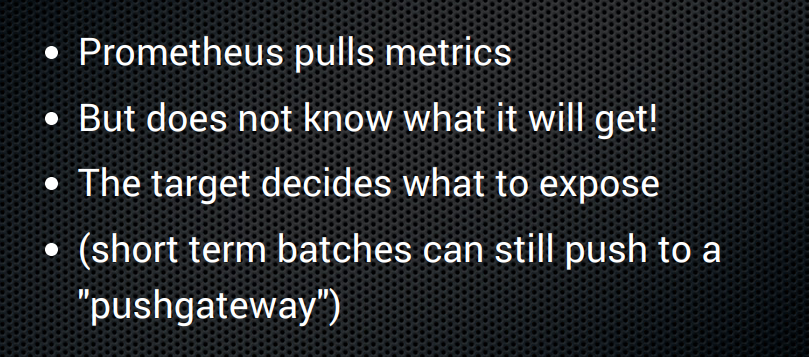 • Prometheus pulls metrics
• But does not know what it will get!
• The target decides what to expose
• (short term batches can still push to a
"pushgateway")